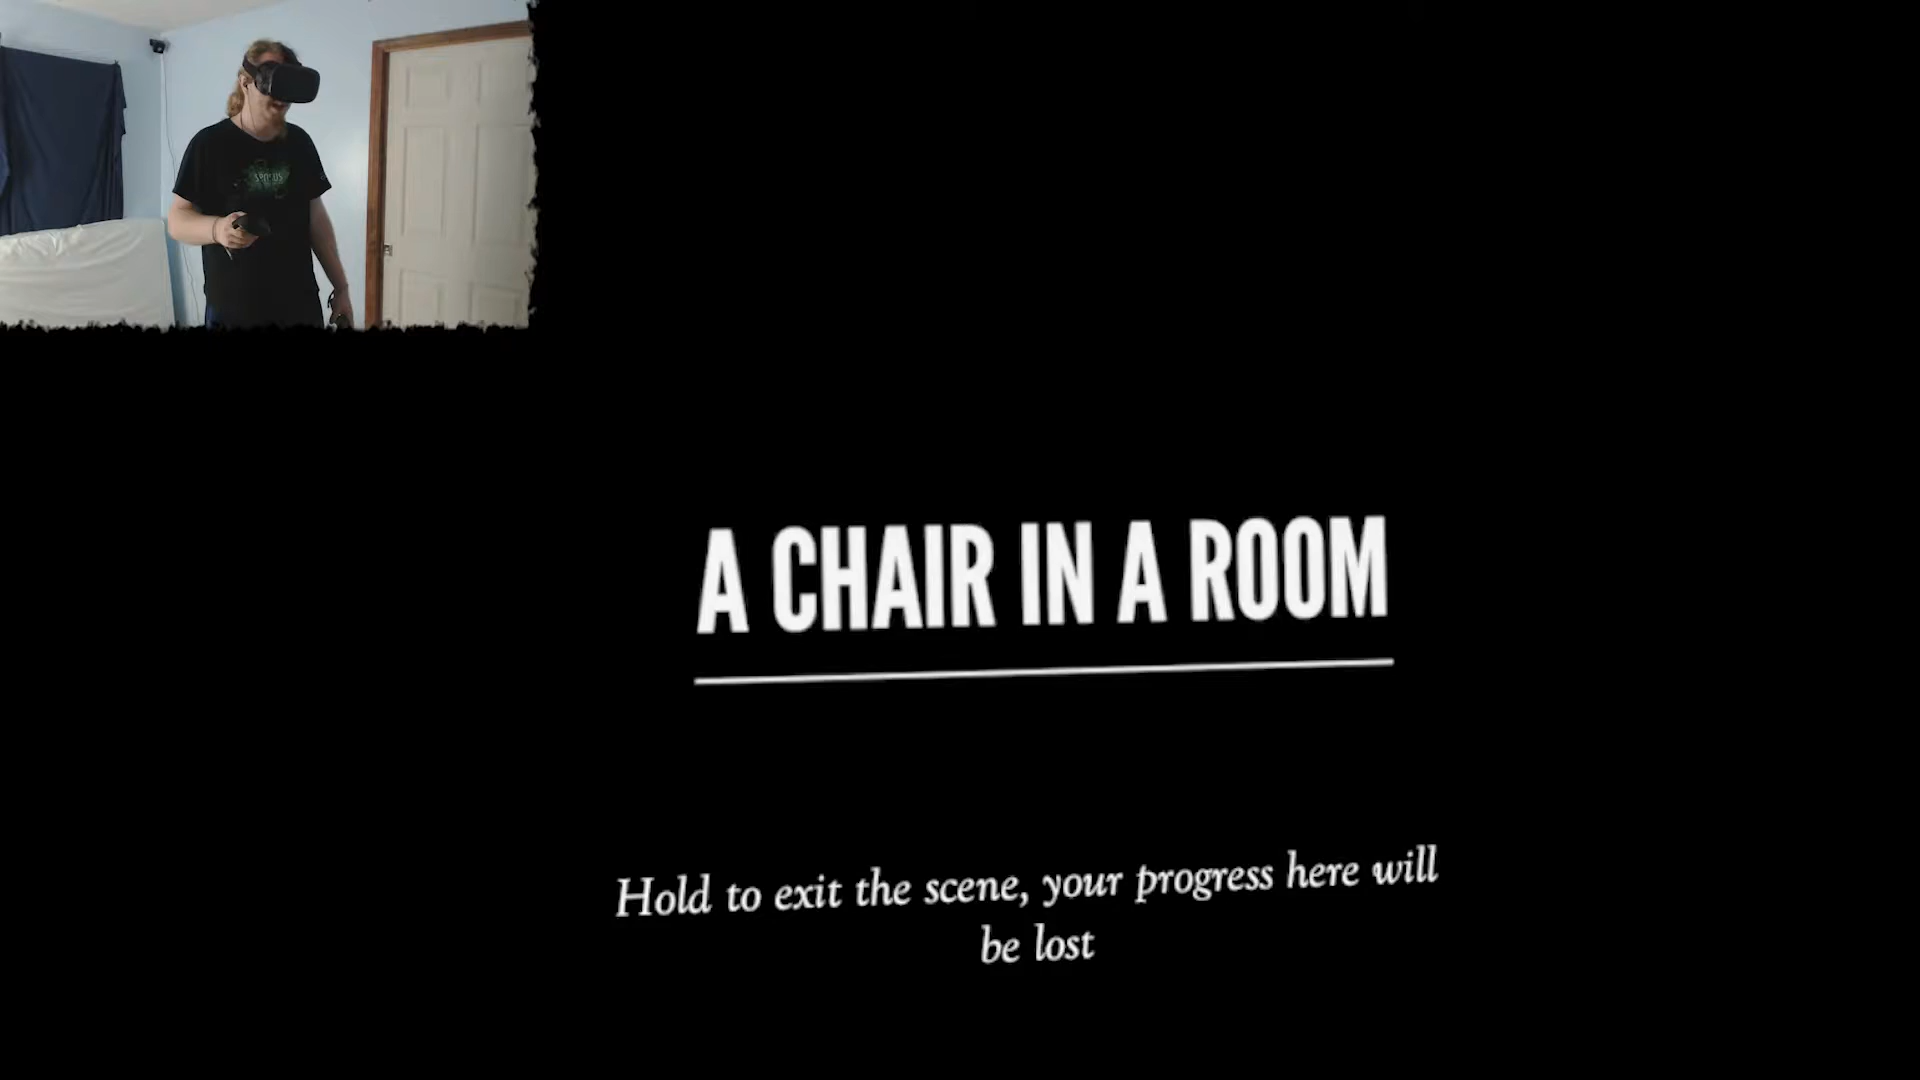 A CHAIR IN A ROOM
Hold to exit the scene, your progress here will
be lost